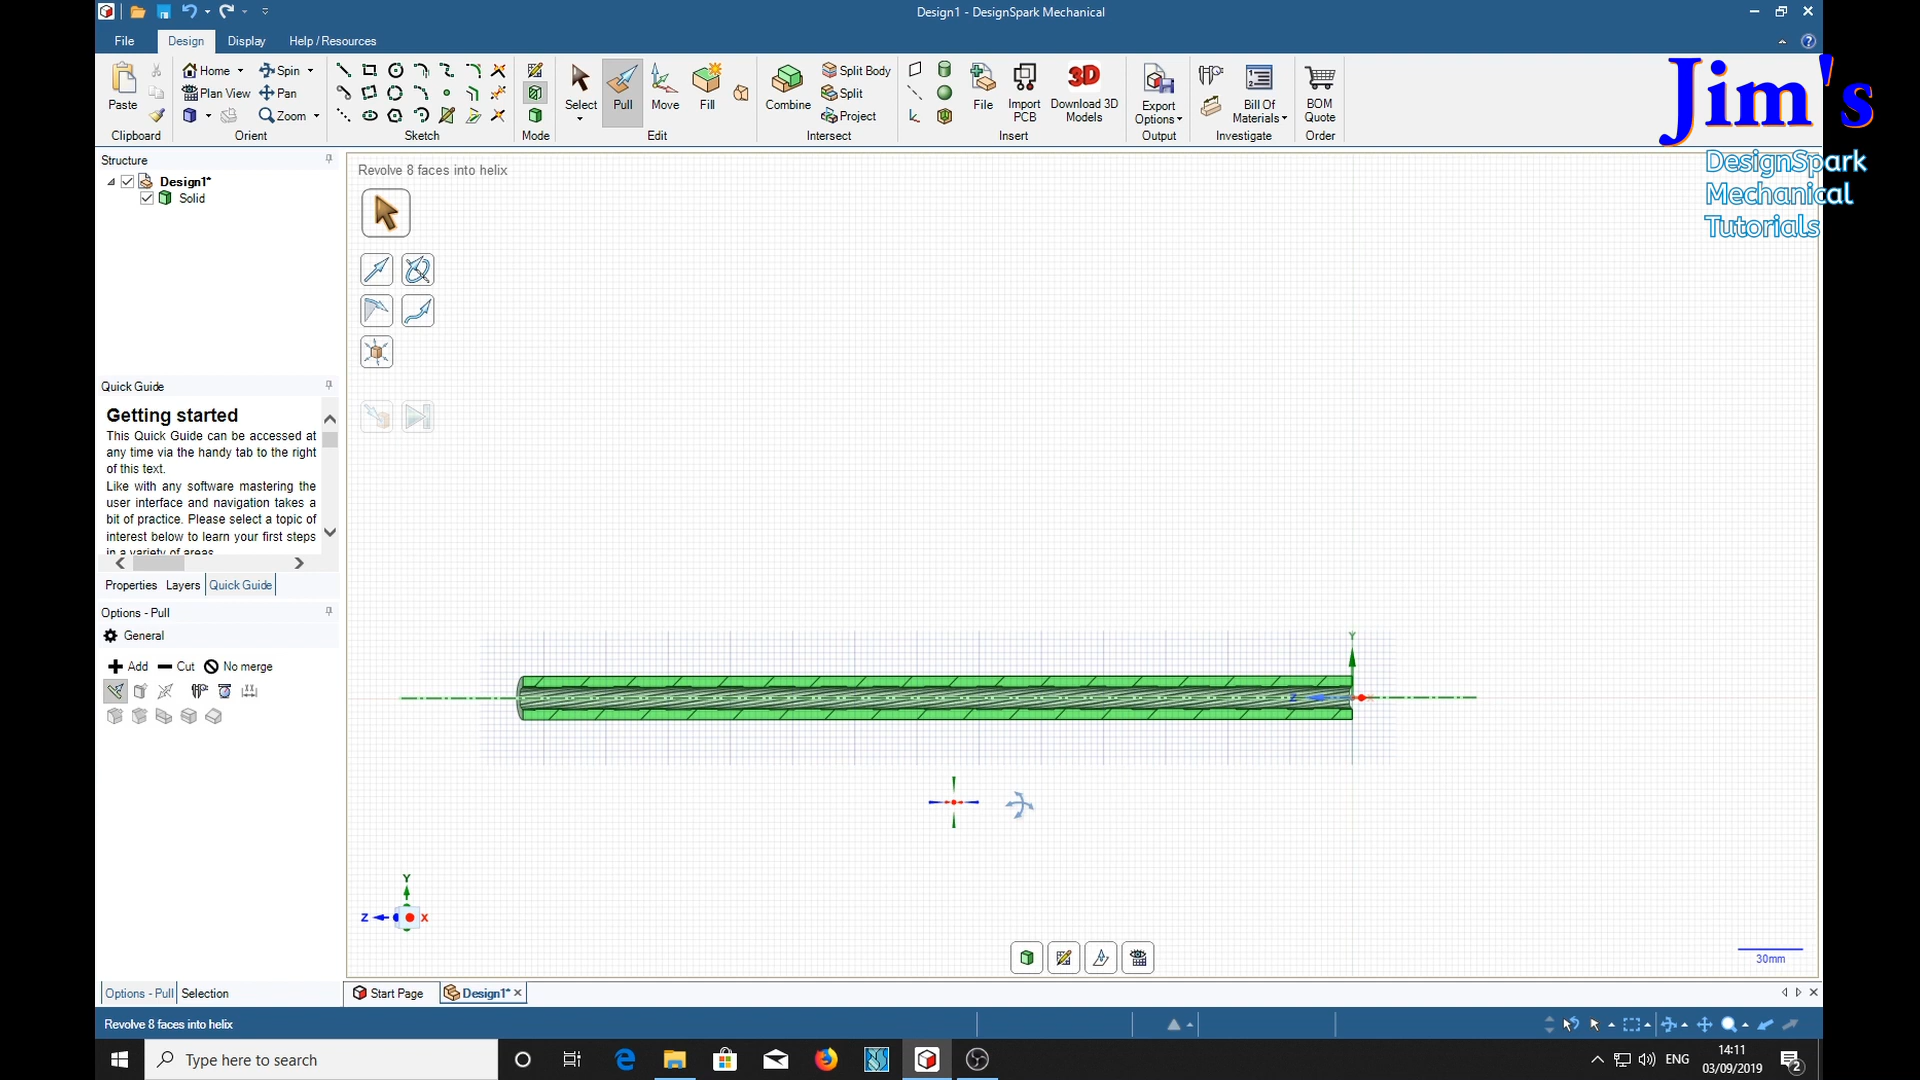 Design1 - DesignSpark Mechanical
File
Design
Display
Help / Resources
Paste
Clipboard
Home
Plan View
Spin
Pan
Zoom
Orient
Sketch
Mode
Select
Pull
Move
Fill
Edit
Combine
Split Body
Split
Project
Intersect
File
Import PCB
Download 3D Models
3D
Insert
Export Options
Output
Bill Of Materials
Investigate
BOM Quote
Order
Jim's
DesignSpark
Mechanical
Tutorials
Structure
Design1*
Solid
Quick Guide
Getting started
This Quick Guide can be accessed at
any time via the handy tab to the right
of this text.
Like with any software mastering the
user interface and navigation takes a
bit of practice. Please select a topic of
interest below to learn your first steps
in a variety of areas.
Properties
Layers
Quick Guide
Options - Pull
General
Add
Cut
No merge
Revolve 8 faces into helix
Y
Z
X
Y
Z
X
30mm
Options - Pull
Selection
Start Page
Design1*
Revolve 8 faces into helix
Type here to search
ENG
14:11
03/09/2019
2